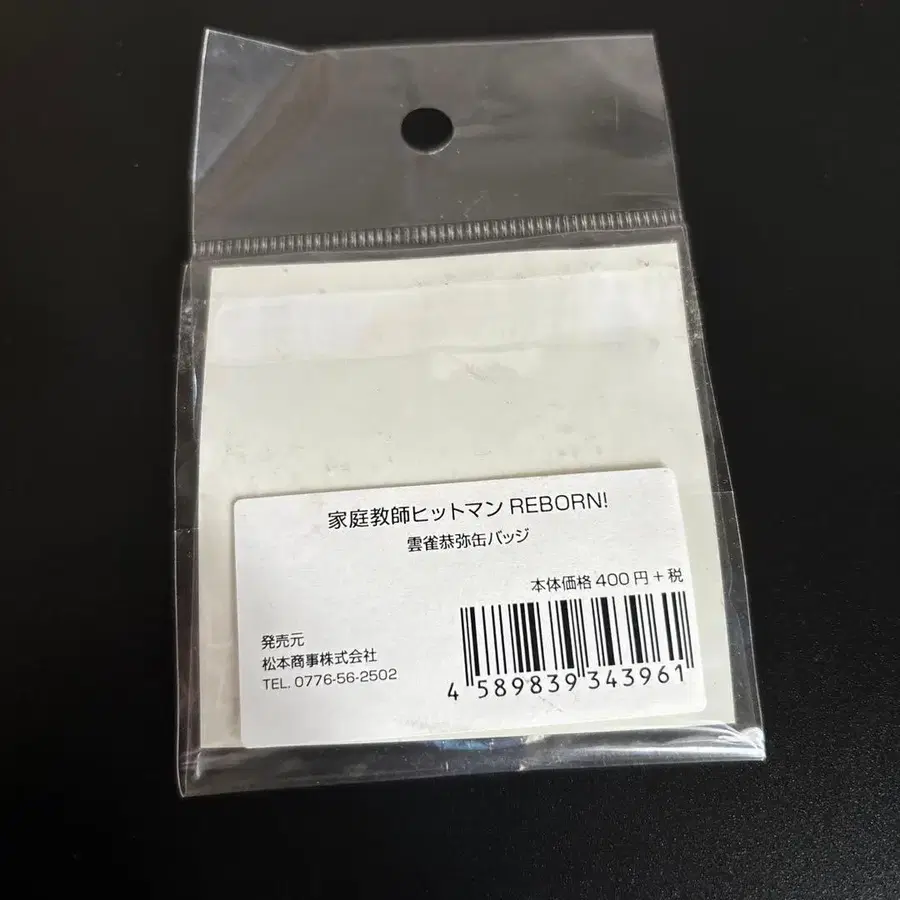 家庭教師ヒットマン REBORN!
雲雀恭弥缶バッジ
本体価格 400 円 + 税
発売元
松本商事株式会社
TEL. 0776-56-2502
4 589839 343961